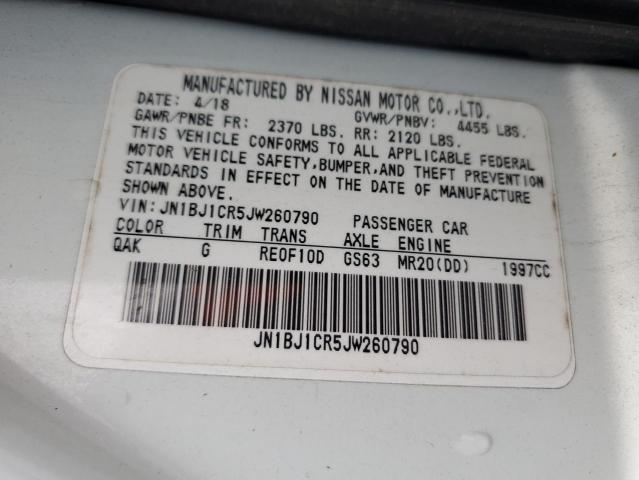 MANUFACTURED BY NISSAN MOTOR CO.,LTD.
DATE: 4/18 GVWR/PNBV: 4455 LBS.
GAWR/PNBE FR: 2370 LBS. RR: 2120 LBS.
THIS VEHICLE CONFORMS TO ALL APPLICABLE FEDERAL
MOTOR VEHICLE SAFETY,BUMPER,AND THEFT PREVENTION
STANDARDS IN EFFECT ON THE DATE OF MANUFACTURE
SHOWN ABOVE.
VIN:JN1BJ1CR5JW260790 PASSENGER CAR
COLOR TRIM TRANS AXLE ENGINE
QAK G RE0F10D GS63 MR20(DD) 1997CC
JN1BJ1CR5JW260790